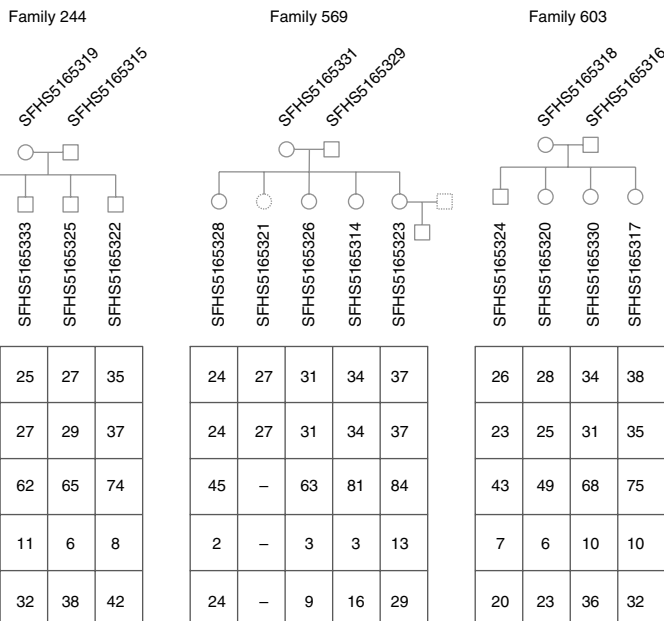 Family 244 Family 569 Family 603
SFHS5165319 SFHS5165315 SFHS5165331 SFHS5165329 SFHS5165318 SFHS5165316
SFHS5165333 SFHS5165325 SFHS5165322 SFHS5165328 SFHS5165321 SFHS5165326 SFHS5165314 SFHS5165323 SFHS5165324 SFHS5165320 SFHS5165330 SFHS5165317
25 27 35 24 27 31 34 37 26 28 34 38
27 29 37 24 27 31 34 37 23 25 31 35
62 65 74 45 – 63 81 84 43 49 68 75
11 6 8 2 – 3 3 13 7 6 10 10
32 38 42 24 – 9 16 29 20 23 36 32